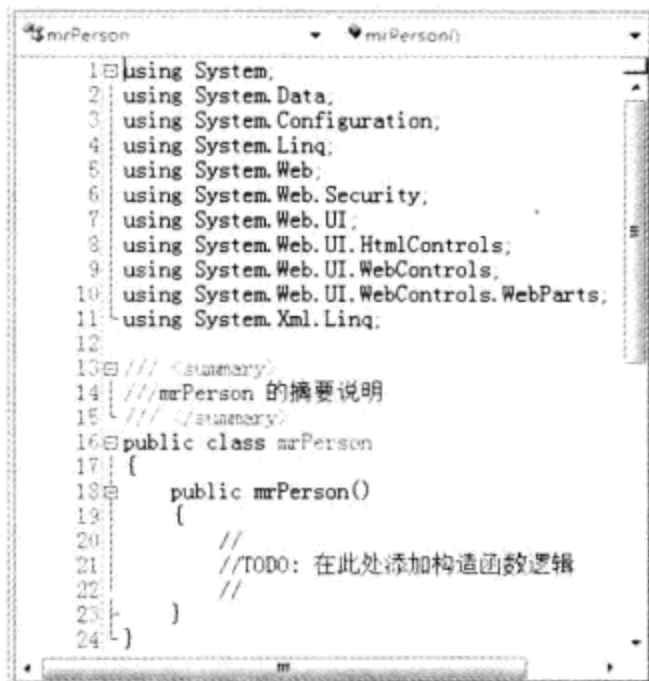 mrPerson mrPerson()
1 using System;
2 using System.Data;
3 using System.Configuration;
4 using System.Linq;
5 using System.Web;
6 using System.Web.Security;
7 using System.Web.UI;
8 using System.Web.UI.HtmlControls;
9 using System.Web.UI.WebControls;
10 using System.Web.UI.WebControls.WebParts;
11 using System.Xml.Linq;
12
13 /// <summary>
14 ///mrPerson 的摘要说明
15 /// </summary>
16 public class mrPerson
17 {
18 public mrPerson()
19 {
20 //
21 //TODO: 在此处添加构造函数逻辑
22 //
23 }
24 }